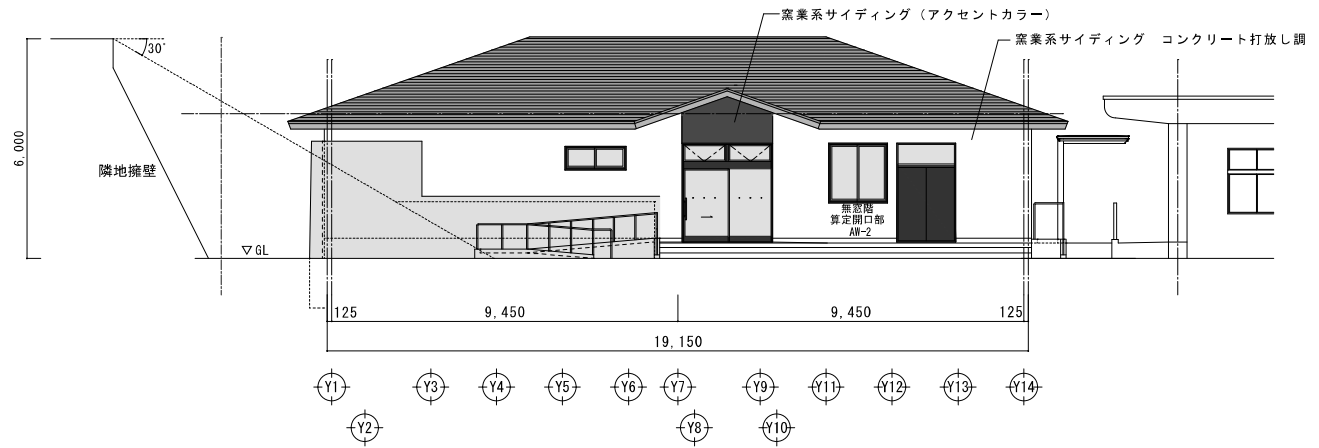 窯業系サイディング（アクセントカラー）
窯業系サイディング　コンクリート打放し調
30°
6,000
隣地擁壁
無窓階
算定開口部
AW-2
▽GL
125
9,450
9,450
125
19,150
Y1
Y3
Y4
Y5
Y6
Y7
Y9
Y11
Y12
Y13
Y14
Y2
Y8
Y10